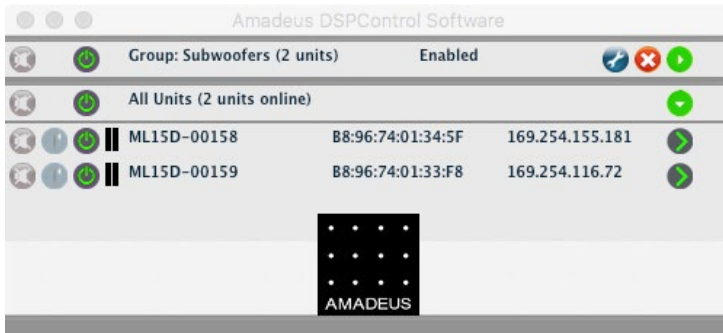 Amadeus DSPControl Software
Group: Subwoofers (2 units) Enabled
All Units (2 units online)
ML15D-00158 B8:96:74:01:34:5F 169.254.155.181
ML15D-00159 B8:96:74:01:33:F8 169.254.116.72
AMADEUS